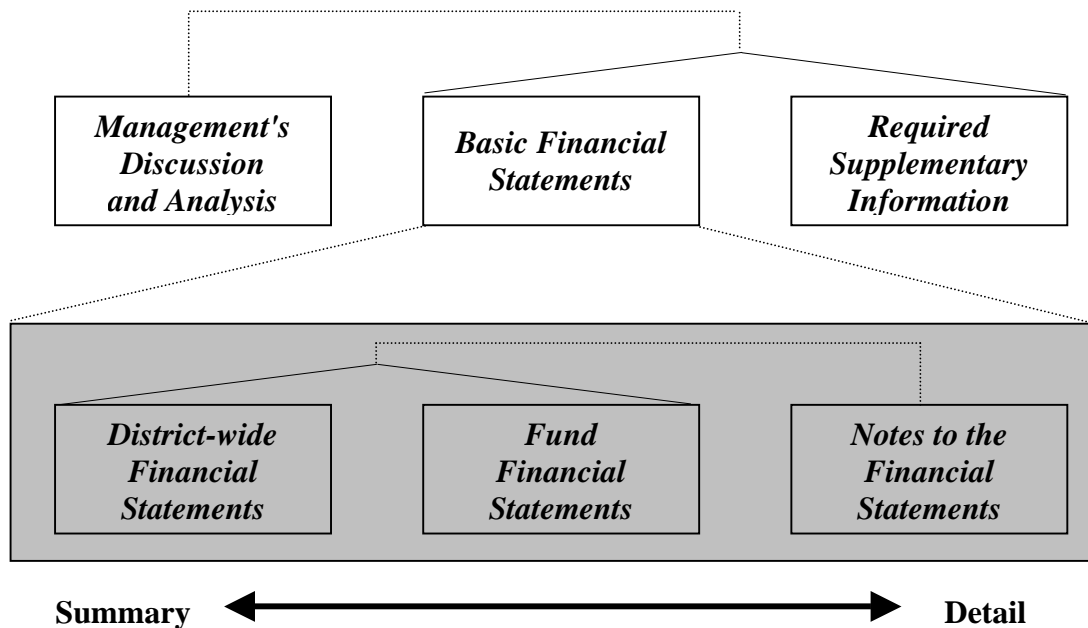 Management's
Discussion
and Analysis
Basic Financial
Statements
Required
Supplementary
Information
District-wide
Financial
Statements
Fund
Financial
Statements
Notes to the
Financial
Statements
Summary
Detail